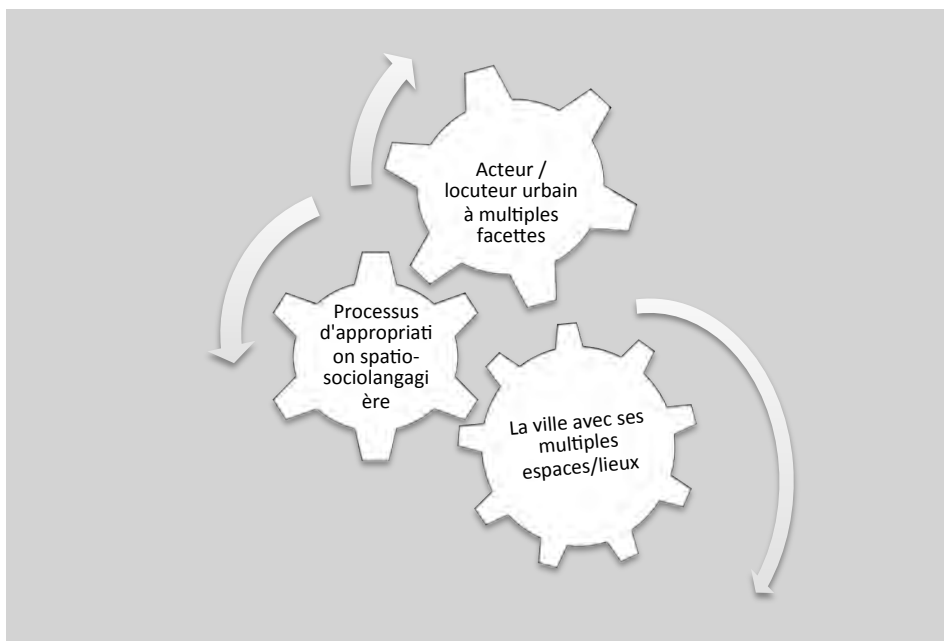 Acteur /
locuteur urbain
à multiples
facettes
Processus
d'appropriati
on spatio-
sociolangagi
ère
La ville avec ses
multiples
espaces/lieux